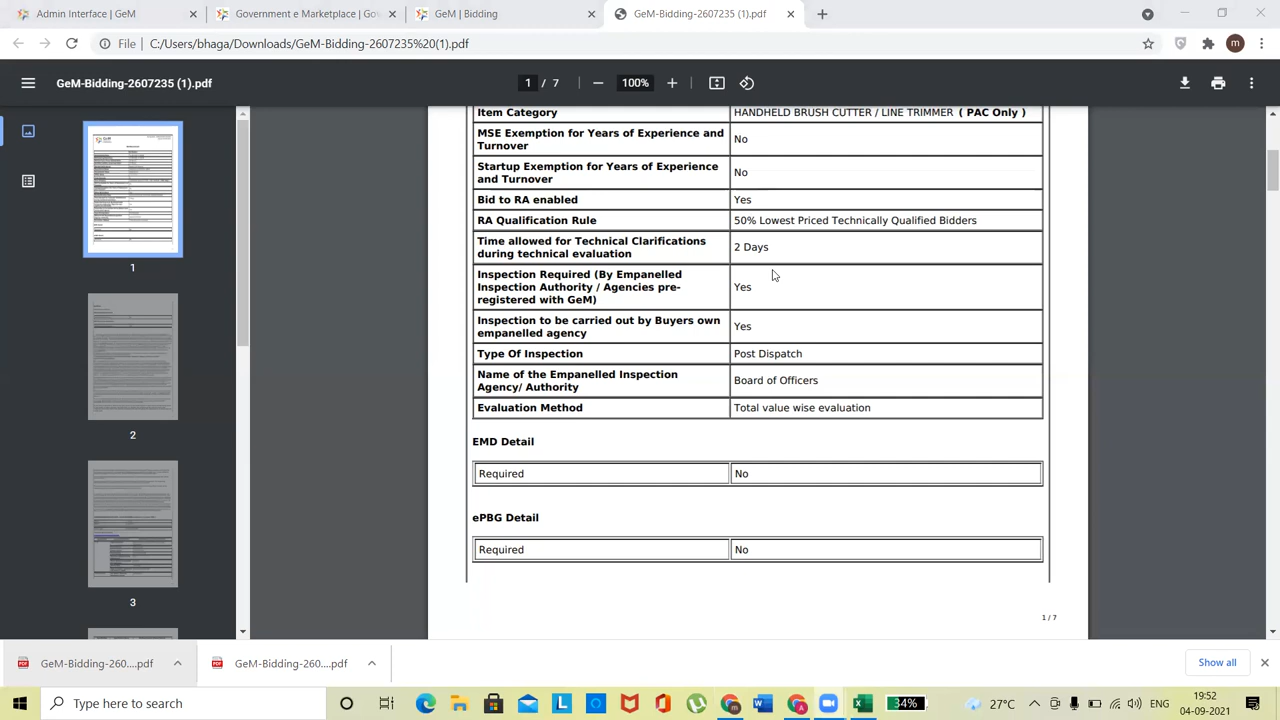 Admin Interface | GeM
Government e Marketplace | Gov
GeM | Bidding
GeM-Bidding-2607235 (1).pdf
File
C:/Users/bhaga/Downloads/GeM-Bidding-2607235%20(1).pdf
m
GeM-Bidding-2607235 (1).pdf
1 / 7
100%
Item Category
HANDHELD BRUSH CUTTER / LINE TRIMMER ( PAC Only )
MSE Exemption for Years of Experience and
Turnover
No
Startup Exemption for Years of Experience
and Turnover
No
Bid to RA enabled
Yes
RA Qualification Rule
50% Lowest Priced Technically Qualified Bidders
Time allowed for Technical Clarifications
during technical evaluation
2 Days
Inspection Required (By Empanelled
Inspection Authority / Agencies pre-
registered with GeM)
Yes
Inspection to be carried out by Buyers own
empanelled agency
Yes
Type Of Inspection
Post Dispatch
Name of the Empanelled Inspection
Agency/ Authority
Board of Officers
Evaluation Method
Total value wise evaluation
EMD Detail
Required
No
ePBG Detail
Required
No
1 / 7
1
2
3
GeM-Bidding-260....pdf
GeM-Bidding-260....pdf
Show all
Type here to search
34%
27°C
ENG
19:52
04-09-2021